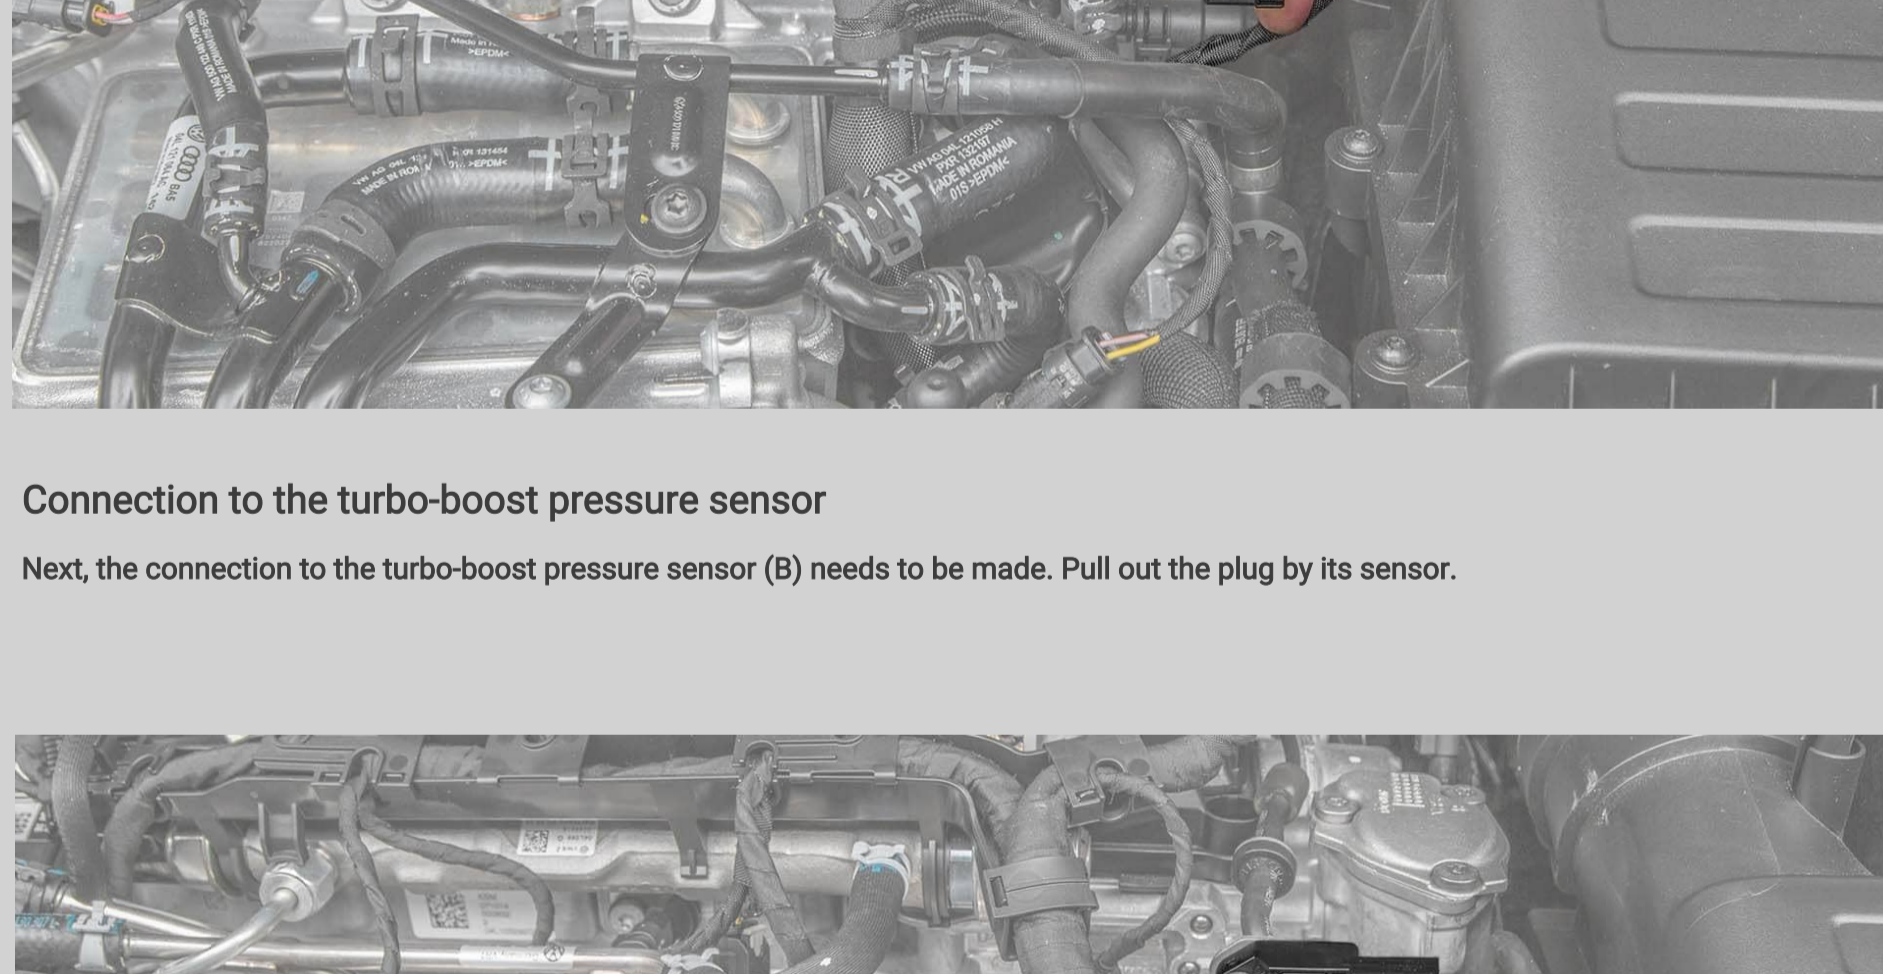 >EPDM<
>EPDM<
VW AG 04L 121058 H
PXR 132197
MADE IN ROMANIA
01S >EPDM<
Connection to the turbo-boost pressure sensor
Next, the connection to the turbo-boost pressure sensor (B) needs to be made. Pull out the plug by its sensor.